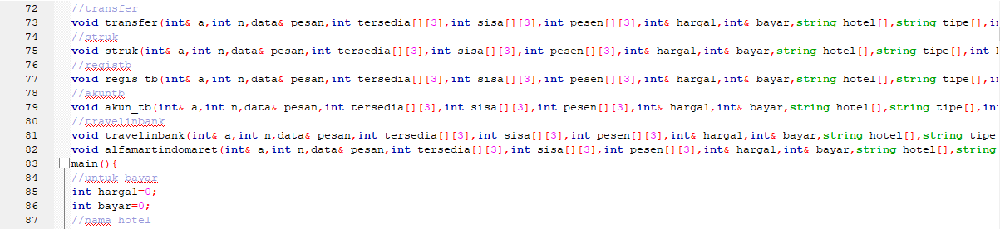 72 //transfer
73 void transfer(int& a,int n,data& pesan,int tersedia[][3],int sisa[][3],int pesen[][3],int& hargal,int& bayar,string hotel[],string tipe[],i
74 //struk
75 void struk(int& a,int n,data& pesan,int tersedia[][3],int sisa[][3],int pesen[][3],int& hargal,int& bayar,string hotel[],string tipe[],int
76 //registb
77 void regis_tb(int& a,int n,data& pesan,int tersedia[][3],int sisa[][3],int pesen[][3],int& hargal,int& bayar,string hotel[],string tipe[],i
78 //akuntb
79 void akun_tb(int& a,int n,data& pesan,int tersedia[][3],int sisa[][3],int pesen[][3],int& hargal,int& bayar,string hotel[],string tipe[],in
80 //travelinbank
81 void travelinbank(int& a,int n,data& pesan,int tersedia[][3],int sisa[][3],int pesen[][3],int& hargal,int& bayar,string hotel[],string tipe
82 void alfamartindomaret(int& a,int n,data& pesan,int tersedia[][3],int sisa[][3],int pesen[][3],int& hargal,int& bayar,string hotel[],string
83 main(){
84 //untuk bayar
85 int hargal=0;
86 int bayar=0;
87 //nama hotel